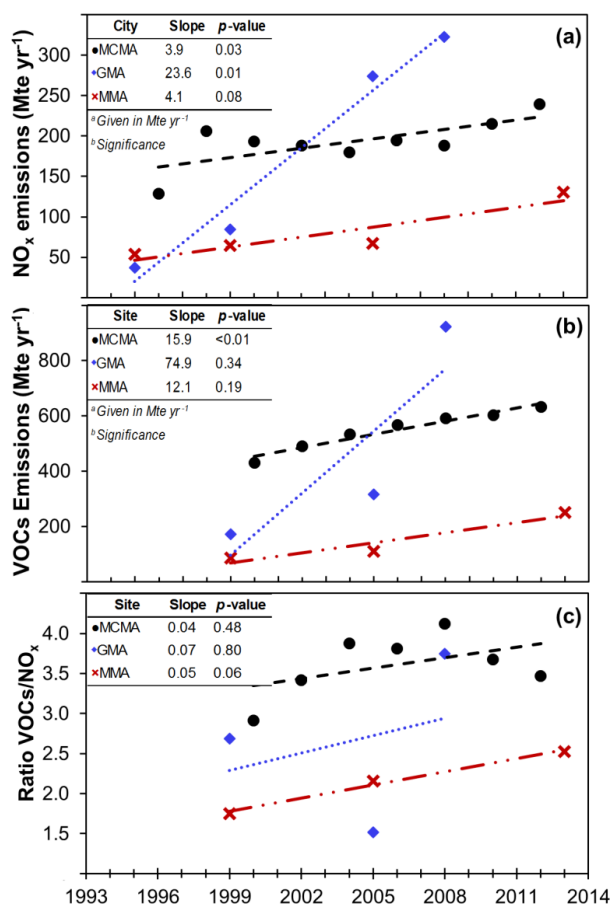 City Slope p-value
MCMA 3.9 0.03
GMA 23.6 0.01
MMA 4.1 0.08
a Given in Mte yr-1
b Significance
(a)
NOx emissions (Mte yr-1)
300
250
200
150
100
50
Site Slope p-value
MCMA 15.9 <0.01
GMA 74.9 0.34
MMA 12.1 0.19
a Given in Mte yr-1
b Significance
(b)
VOCs Emissions (Mte yr-1)
800
600
400
200
Site Slope p-value
MCMA 0.04 0.48
GMA 0.07 0.80
MMA 0.05 0.06
(c)
Ratio VOCs/NOx
4.0
3.5
3.0
2.5
2.0
1.5
1993 1996 1999 2002 2005 2008 2011 2014